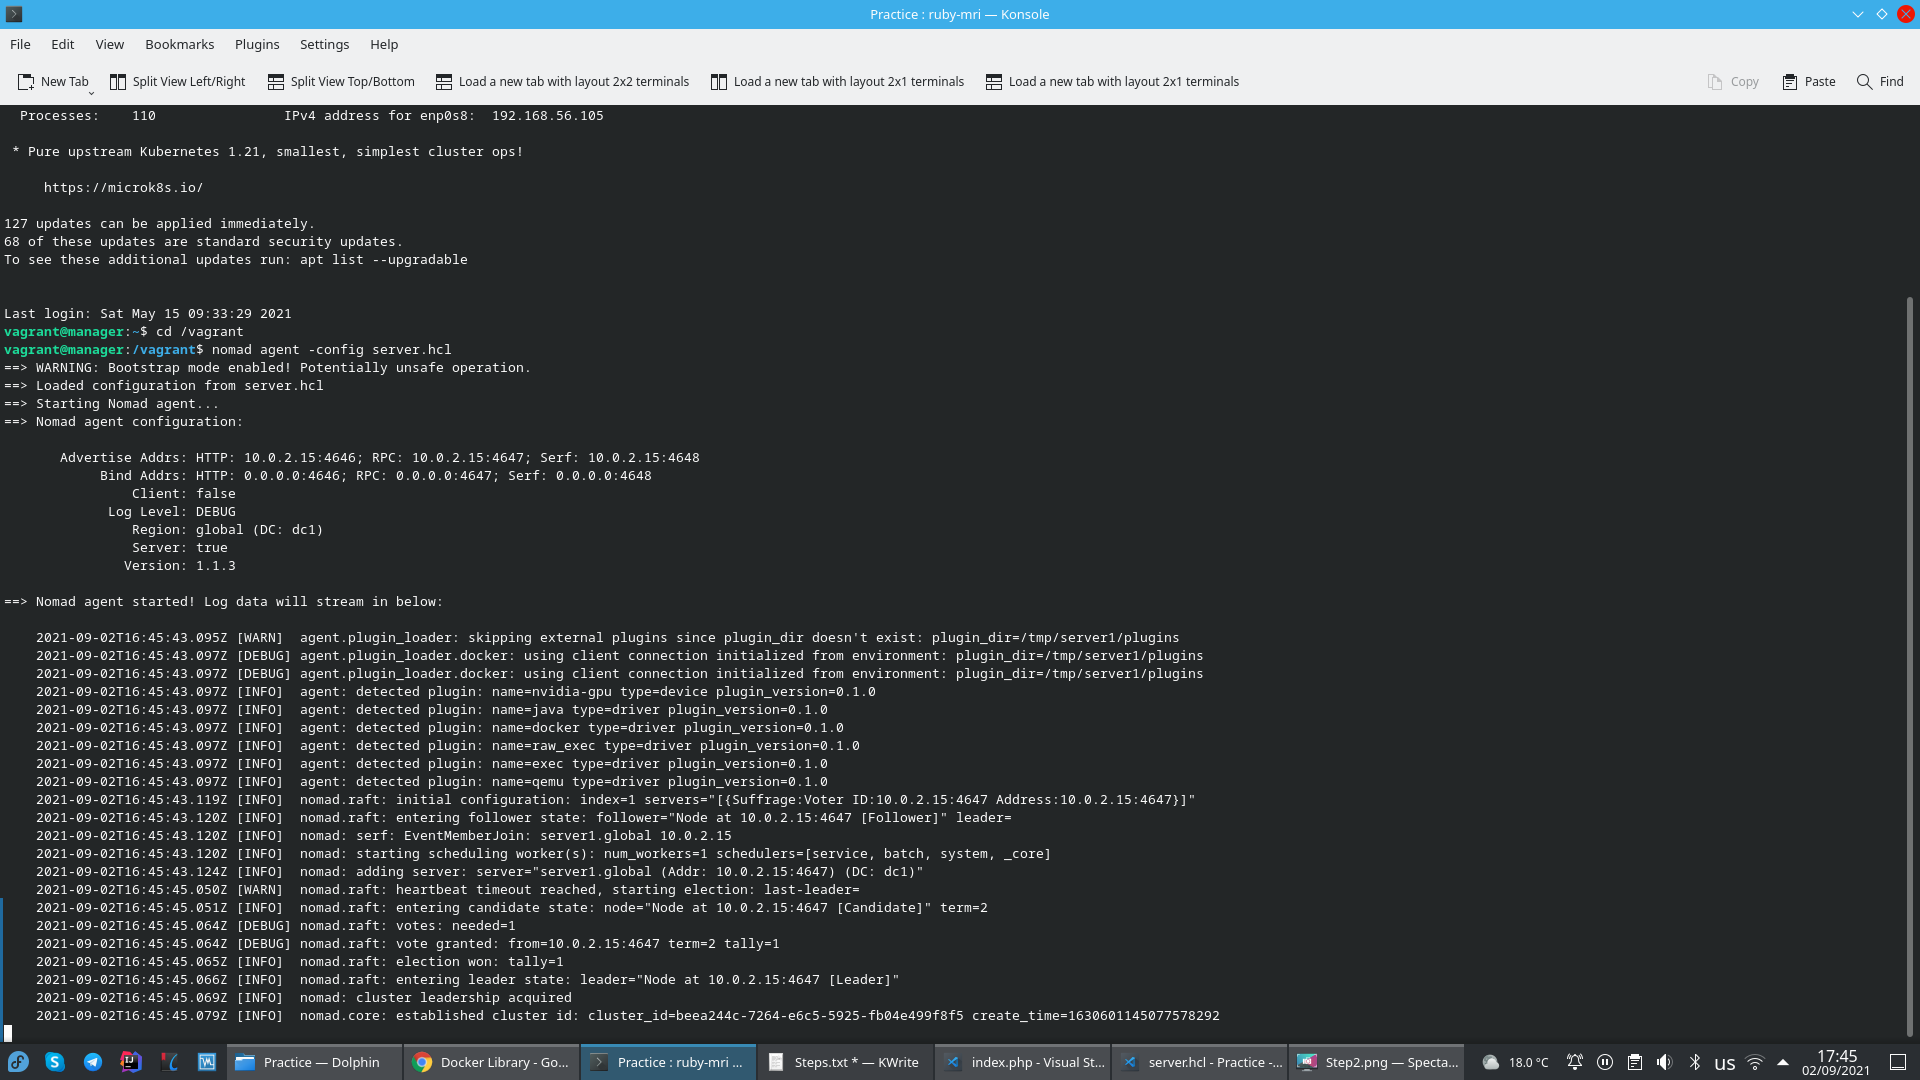 Practice : ruby-mri — Konsole
File Edit View Bookmarks Plugins Settings Help
New Tab Split View Left/Right Split View Top/Bottom Load a new tab with layout 2x2 terminals Load a new tab with layout 2x1 terminals Load a new tab with layout 2x1 terminals Copy Paste Find
Processes: 110 IPv4 address for enp0s8: 192.168.56.105
* Pure upstream Kubernetes 1.21, smallest, simplest cluster ops!
https://microk8s.io/
127 updates can be applied immediately.
68 of these updates are standard security updates.
To see these additional updates run: apt list --upgradable
Last login: Sat May 15 09:33:29 2021
vagrant@manager:~$ cd /vagrant
vagrant@manager:/vagrant$ nomad agent -config server.hcl
==> WARNING: Bootstrap mode enabled! Potentially unsafe operation.
==> Loaded configuration from server.hcl
==> Starting Nomad agent...
==> Nomad agent configuration:
Advertise Addrs: HTTP: 10.0.2.15:4646; RPC: 10.0.2.15:4647; Serf: 10.0.2.15:4648
Bind Addrs: HTTP: 0.0.0.0:4646; RPC: 0.0.0.0:4647; Serf: 0.0.0.0:4648
Client: false
Log Level: DEBUG
Region: global (DC: dc1)
Server: true
Version: 1.1.3
==> Nomad agent started! Log data will stream in below:
2021-09-02T16:45:43.095Z [WARN]  agent.plugin_loader: skipping external plugins since plugin_dir doesn't exist: plugin_dir=/tmp/server1/plugins
2021-09-02T16:45:43.097Z [DEBUG] agent.plugin_loader.docker: using client connection initialized from environment: plugin_dir=/tmp/server1/plugins
2021-09-02T16:45:43.097Z [DEBUG] agent.plugin_loader.docker: using client connection initialized from environment: plugin_dir=/tmp/server1/plugins
2021-09-02T16:45:43.097Z [INFO]  agent: detected plugin: name=nvidia-gpu type=device plugin_version=0.1.0
2021-09-02T16:45:43.097Z [INFO]  agent: detected plugin: name=java type=driver plugin_version=0.1.0
2021-09-02T16:45:43.097Z [INFO]  agent: detected plugin: name=docker type=driver plugin_version=0.1.0
2021-09-02T16:45:43.097Z [INFO]  agent: detected plugin: name=raw_exec type=driver plugin_version=0.1.0
2021-09-02T16:45:43.097Z [INFO]  agent: detected plugin: name=exec type=driver plugin_version=0.1.0
2021-09-02T16:45:43.097Z [INFO]  agent: detected plugin: name=qemu type=driver plugin_version=0.1.0
2021-09-02T16:45:43.119Z [INFO]  nomad.raft: initial configuration: index=1 servers="[{Suffrage:Voter ID:10.0.2.15:4647 Address:10.0.2.15:4647}]"
2021-09-02T16:45:43.120Z [INFO]  nomad.raft: entering follower state: follower="Node at 10.0.2.15:4647 [Follower]" leader=
2021-09-02T16:45:43.120Z [INFO]  nomad: serf: EventMemberJoin: server1.global 10.0.2.15
2021-09-02T16:45:43.120Z [INFO]  nomad: starting scheduling worker(s): num_workers=1 schedulers=[service, batch, system, _core]
2021-09-02T16:45:43.124Z [INFO]  nomad: adding server: server="server1.global (Addr: 10.0.2.15:4647) (DC: dc1)"
2021-09-02T16:45:45.050Z [WARN]  nomad.raft: heartbeat timeout reached, starting election: last-leader=
2021-09-02T16:45:45.051Z [INFO]  nomad.raft: entering candidate state: node="Node at 10.0.2.15:4647 [Candidate]" term=2
2021-09-02T16:45:45.064Z [DEBUG] nomad.raft: votes: needed=1
2021-09-02T16:45:45.064Z [DEBUG] nomad.raft: vote granted: from=10.0.2.15:4647 term=2 tally=1
2021-09-02T16:45:45.065Z [INFO]  nomad.raft: election won: tally=1
2021-09-02T16:45:45.066Z [INFO]  nomad.raft: entering leader state: leader="Node at 10.0.2.15:4647 [Leader]"
2021-09-02T16:45:45.069Z [INFO]  nomad: cluster leadership acquired
2021-09-02T16:45:45.079Z [INFO]  nomad.core: established cluster id: cluster_id=beea244c-7264-e6c5-5925-fb04e499f8f5 create_time=1630601145077578292
Practice — Dolphin Docker Library - Go... Practice : ruby-mri ... Steps.txt * — KWrite index.php - Visual St... server.hcl - Practice -... Step2.png — Specta... 18.0 °C us 17:45
02/09/2021